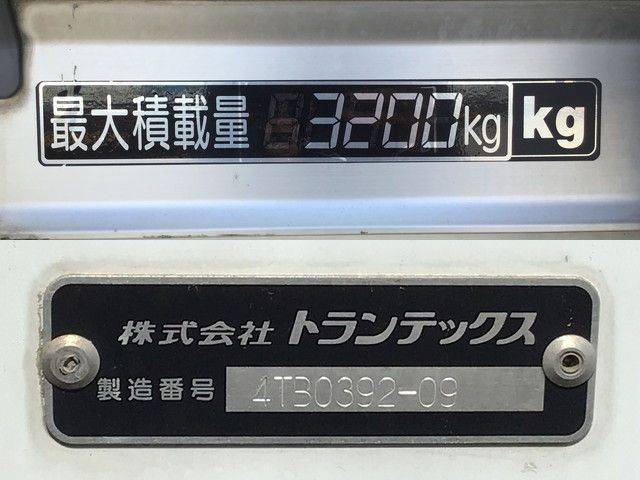 最大積載量 3200kg kg
株式会社 トランテックス
製造番号 4TB0392-09